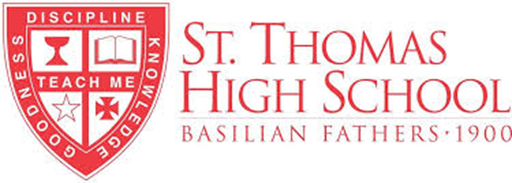 DISCIPLINE
GOODNESS
KNOWLEDGE
TEACH ME
ST. THOMAS
HIGH SCHOOL
BASILIAN FATHERS · 1900